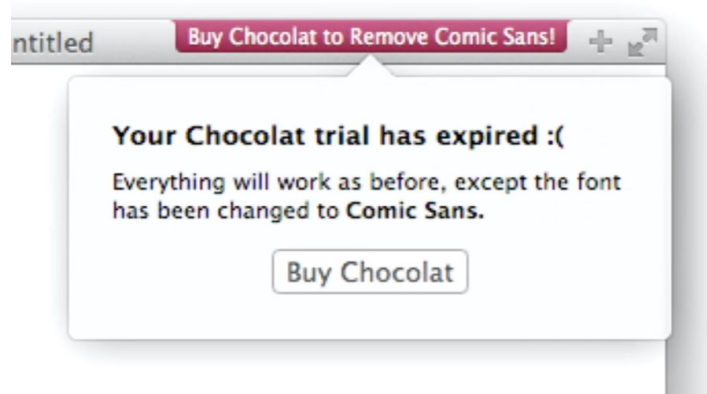 ntitled
Buy Chocolat to Remove Comic Sans!
Your Chocolat trial has expired :(
Everything will work as before, except the font
has been changed to Comic Sans.
Buy Chocolat